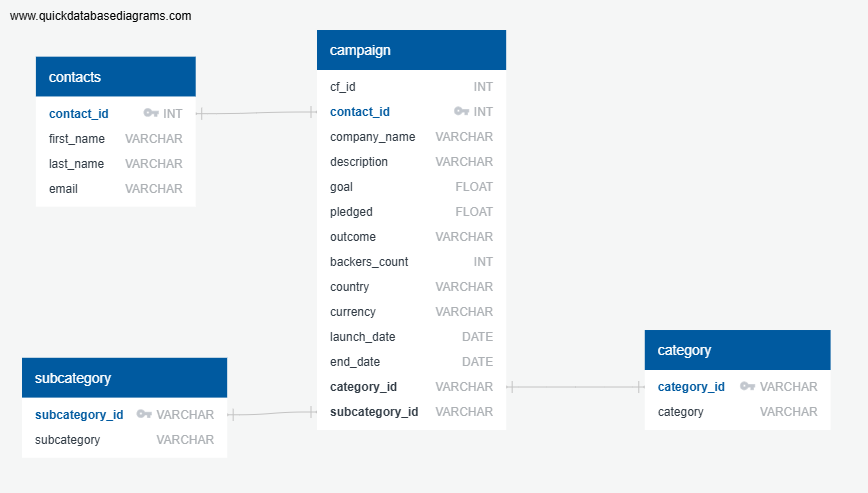 www.quickdatabasediagrams.com
contacts
contact_id INT
first_name VARCHAR
last_name VARCHAR
email VARCHAR
campaign
cf_id INT
contact_id INT
company_name VARCHAR
description VARCHAR
goal FLOAT
pledged FLOAT
outcome VARCHAR
backers_count INT
country VARCHAR
currency VARCHAR
launch_date DATE
end_date DATE
category_id VARCHAR
subcategory_id VARCHAR
subcategory
subcategory_id VARCHAR
subcategory VARCHAR
category
category_id VARCHAR
category VARCHAR